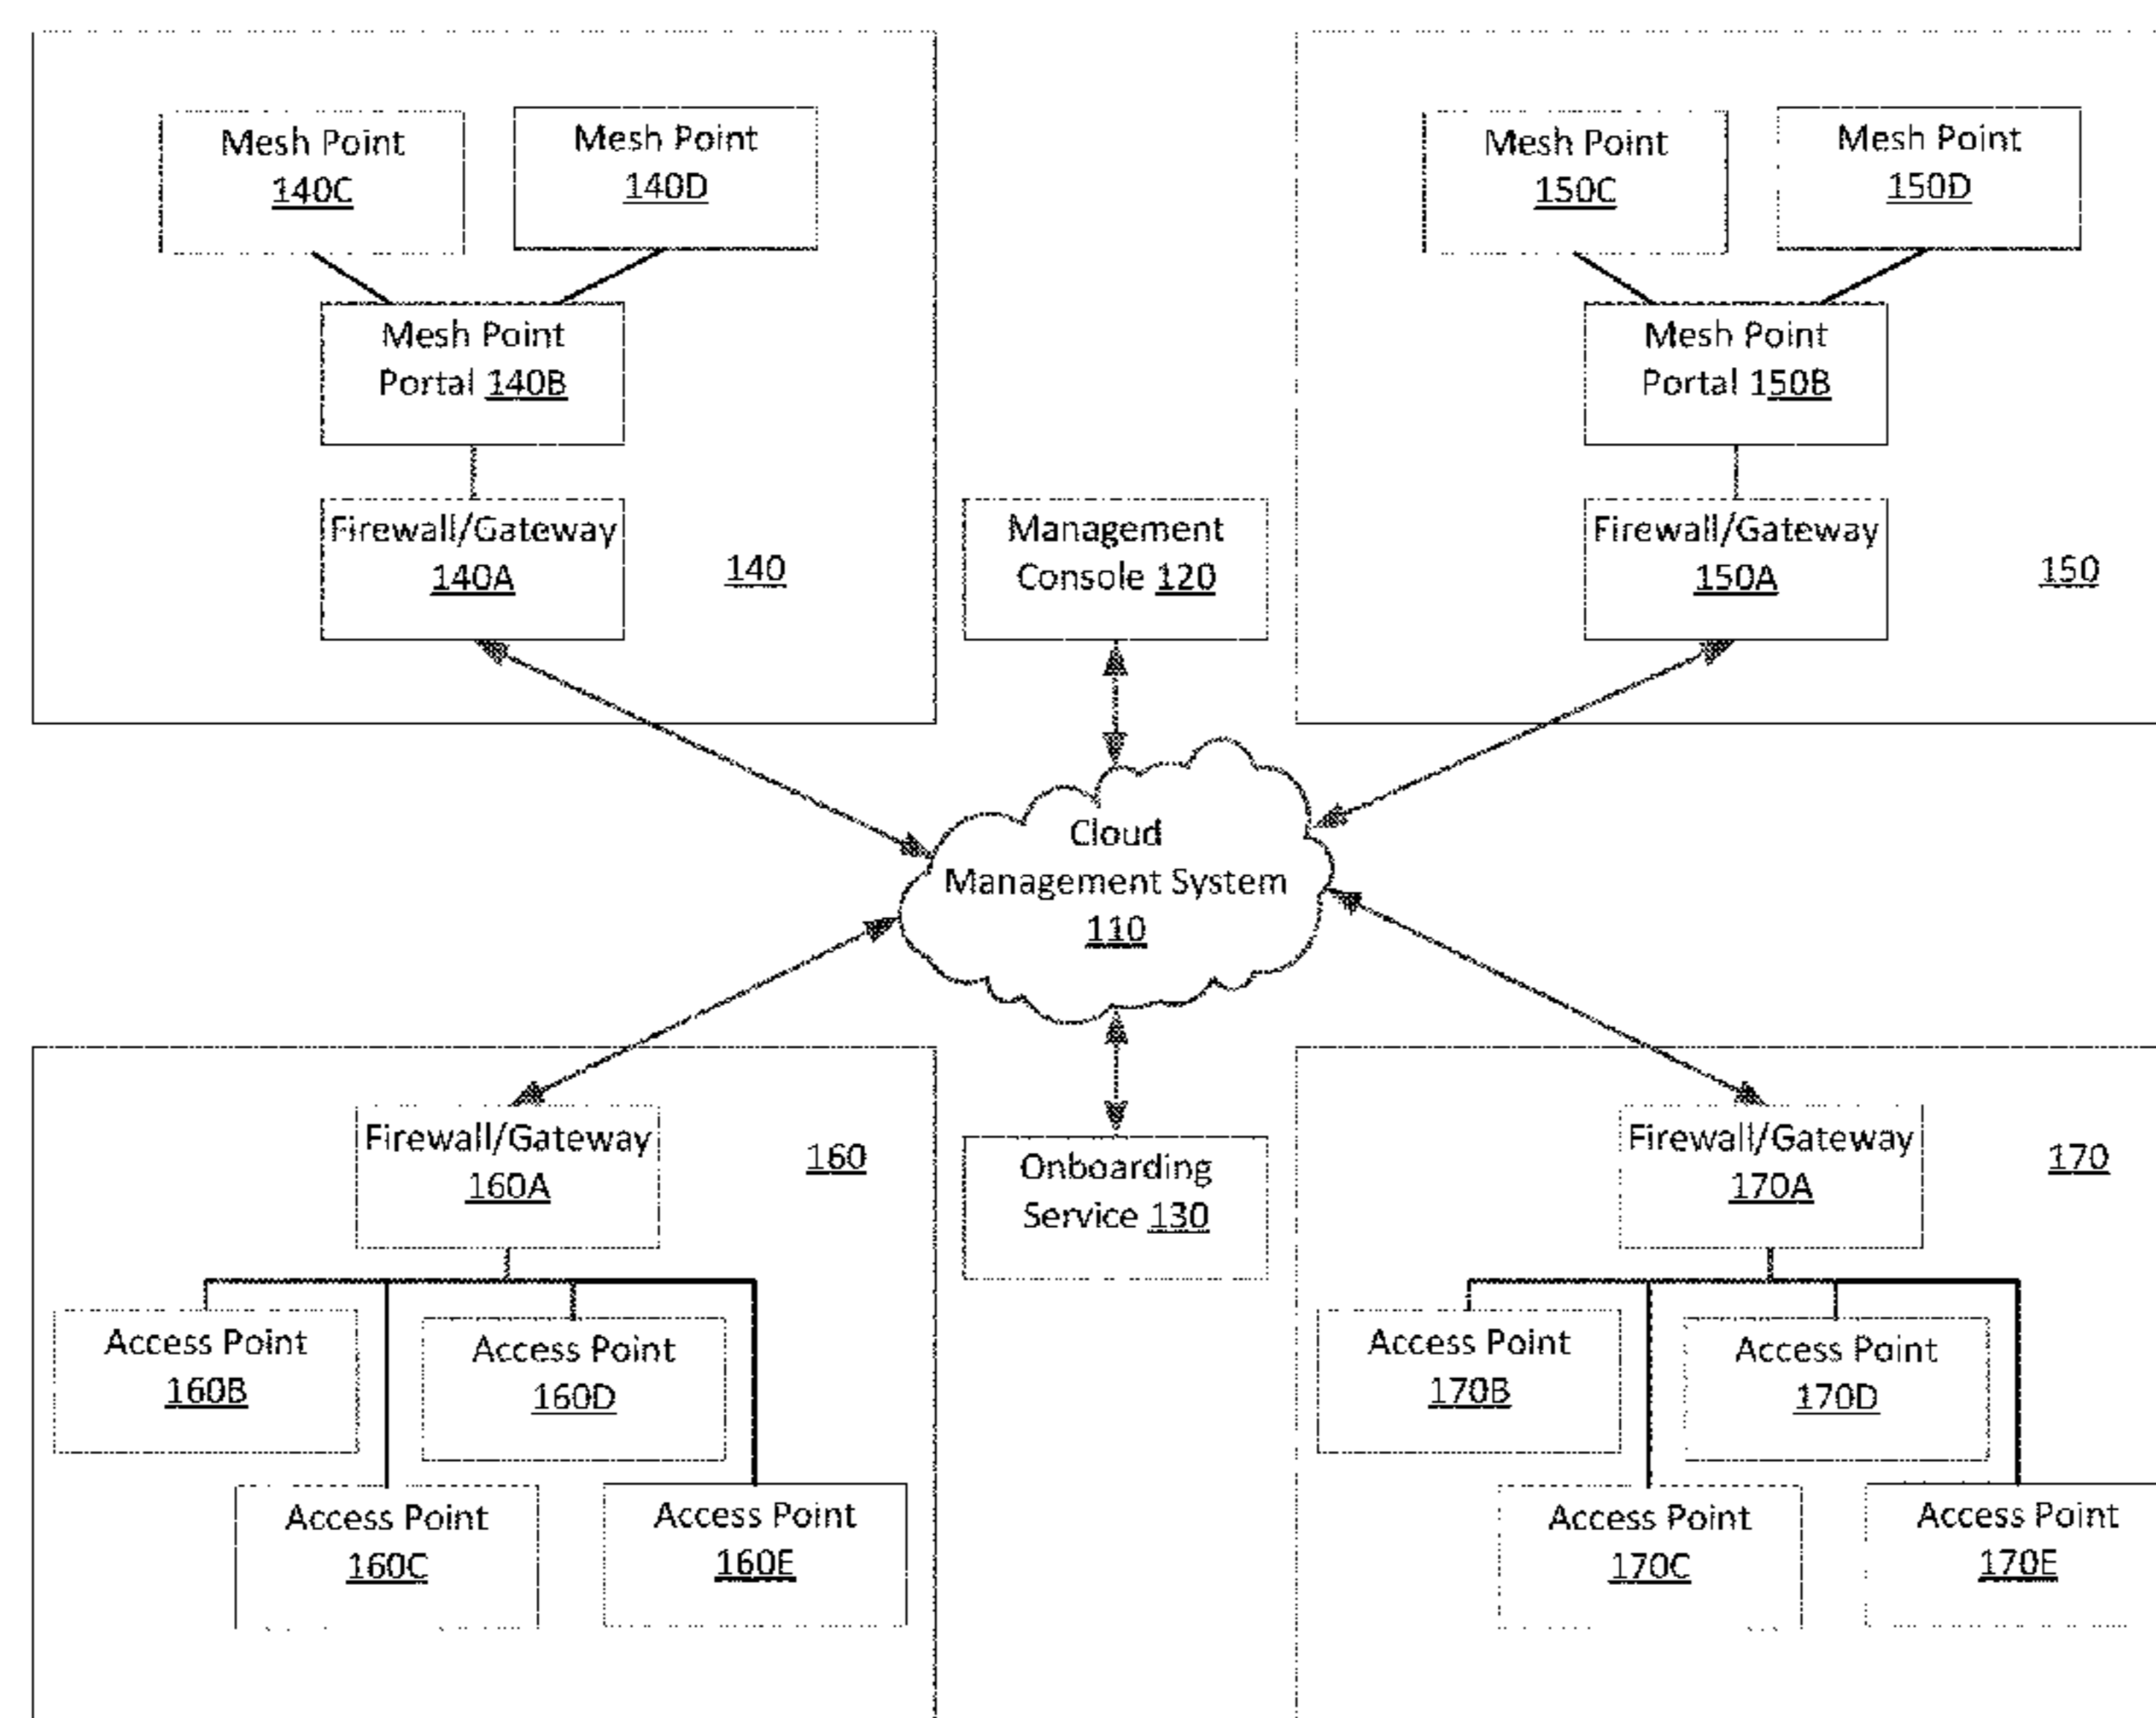 Mesh Point
140C
Mesh Point
140D
Mesh Point
Portal 140B
Firewall/Gateway
140A
140
Mesh Point
150C
Mesh Point
150D
Mesh Point
Portal 150B
Firewall/Gateway
150A
150
Management
Console 120
Cloud
Management System
110
Onboarding
Service 130
Firewall/Gateway
160A
160
Access Point
160B
Access Point
160D
Access Point
160C
Access Point
160E
Firewall/Gateway
170A
170
Access Point
170B
Access Point
170D
Access Point
170C
Access Point
170E